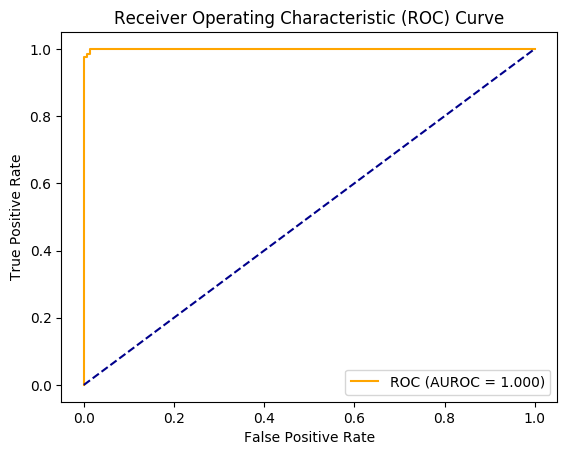 Receiver Operating Characteristic (ROC) Curve
True Positive Rate
1.0
0.8
0.6
0.4
0.2
0.0
ROC (AUROC = 1.000)
0.0 0.2 0.4 0.6 0.8 1.0
False Positive Rate